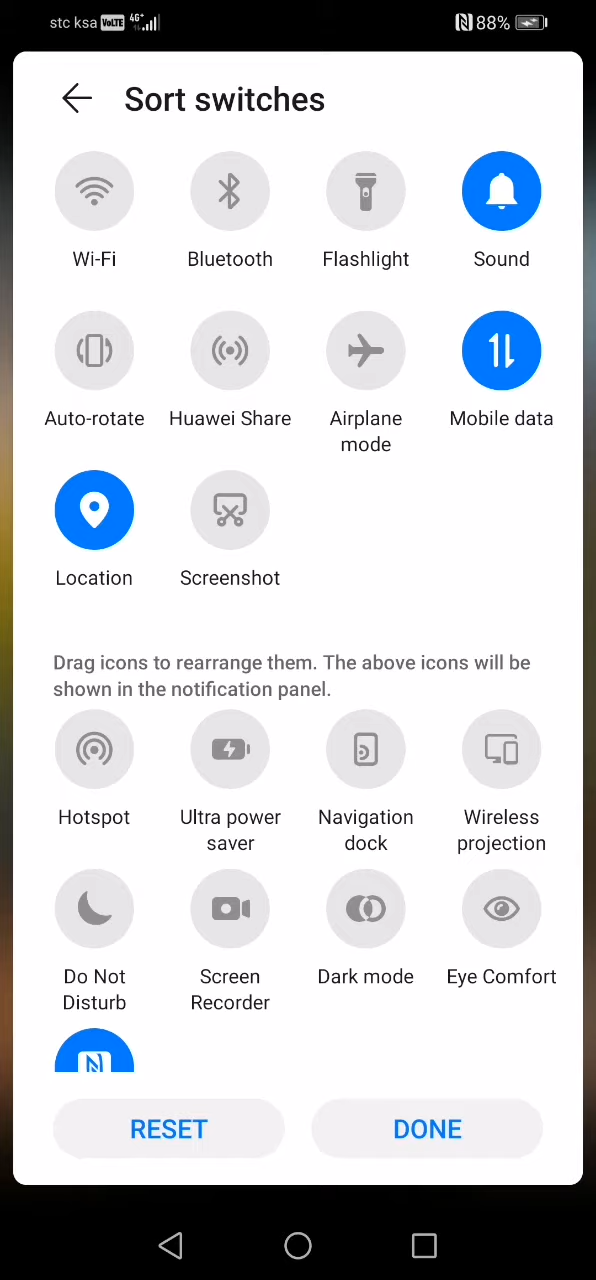 stc ksa VoLTE 4G+ 88%
Sort switches
Wi-Fi Bluetooth Flashlight Sound
Auto-rotate Huawei Share Airplane mode Mobile data
Location Screenshot
Drag icons to rearrange them. The above icons will be
shown in the notification panel.
Hotspot Ultra power saver Navigation dock Wireless projection
Do Not Disturb Screen Recorder Dark mode Eye Comfort
RESET DONE